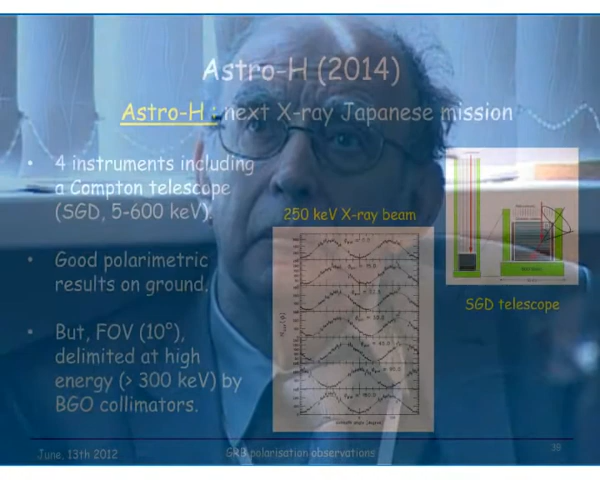 Astro-H (2014)
Astro-H : next X-ray Japanese mission
• 4 instruments including
a Compton telescope
(SGD, 5-600 keV).
250 keV X-ray beam
• Good polarimetric
results on ground.
SGD telescope
• But, FOV (10°),
delimited at high
energy (> 300 keV) by
BGO collimators.
June, 13th 2012
GRB polarisation observations
38